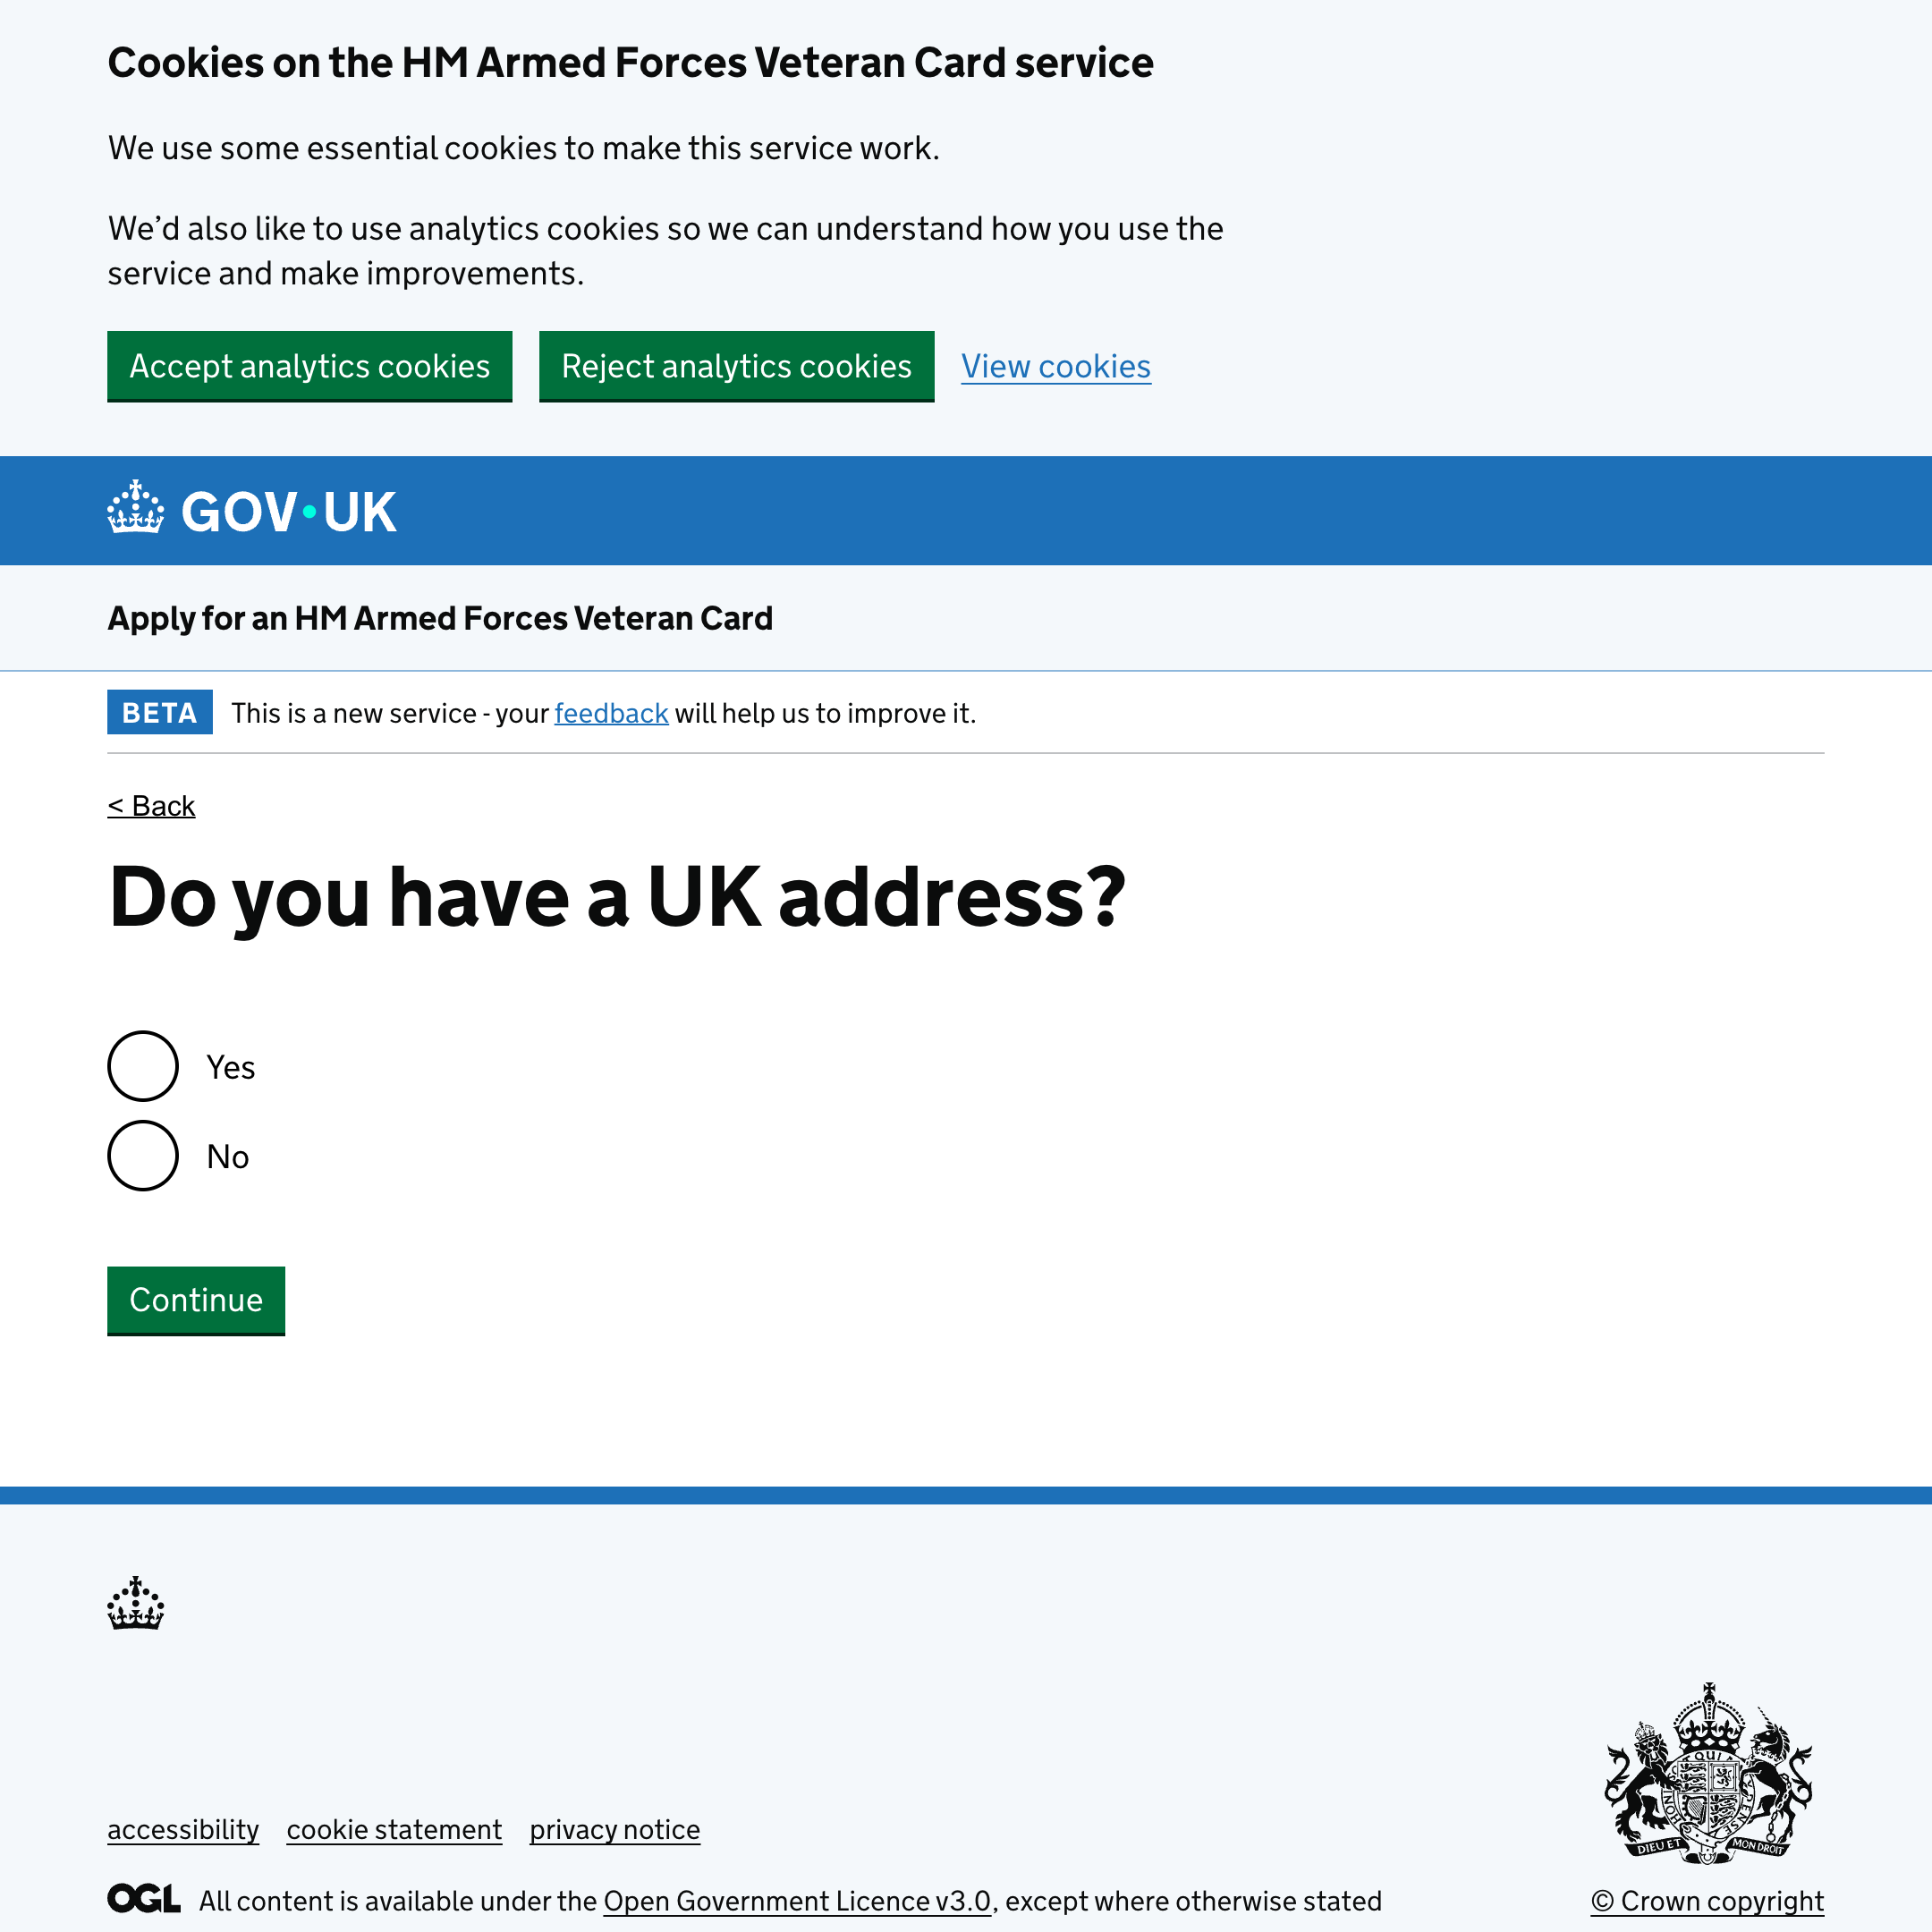 Cookies on the HM Armed Forces Veteran Card service
We use some essential cookies to make this service work.
We’d also like to use analytics cookies so we can understand how you use the
service and make improvements.
Accept analytics cookies Reject analytics cookies View cookies
GOV·UK
Apply for an HM Armed Forces Veteran Card
BETA This is a new service - your feedback will help us to improve it.
< Back
Do you have a UK address?
Yes
No
Continue
DIEU ET MON DROIT
accessibility cookie statement privacy notice
OGL All content is available under the Open Government Licence v3.0, except where otherwise stated
© Crown copyright